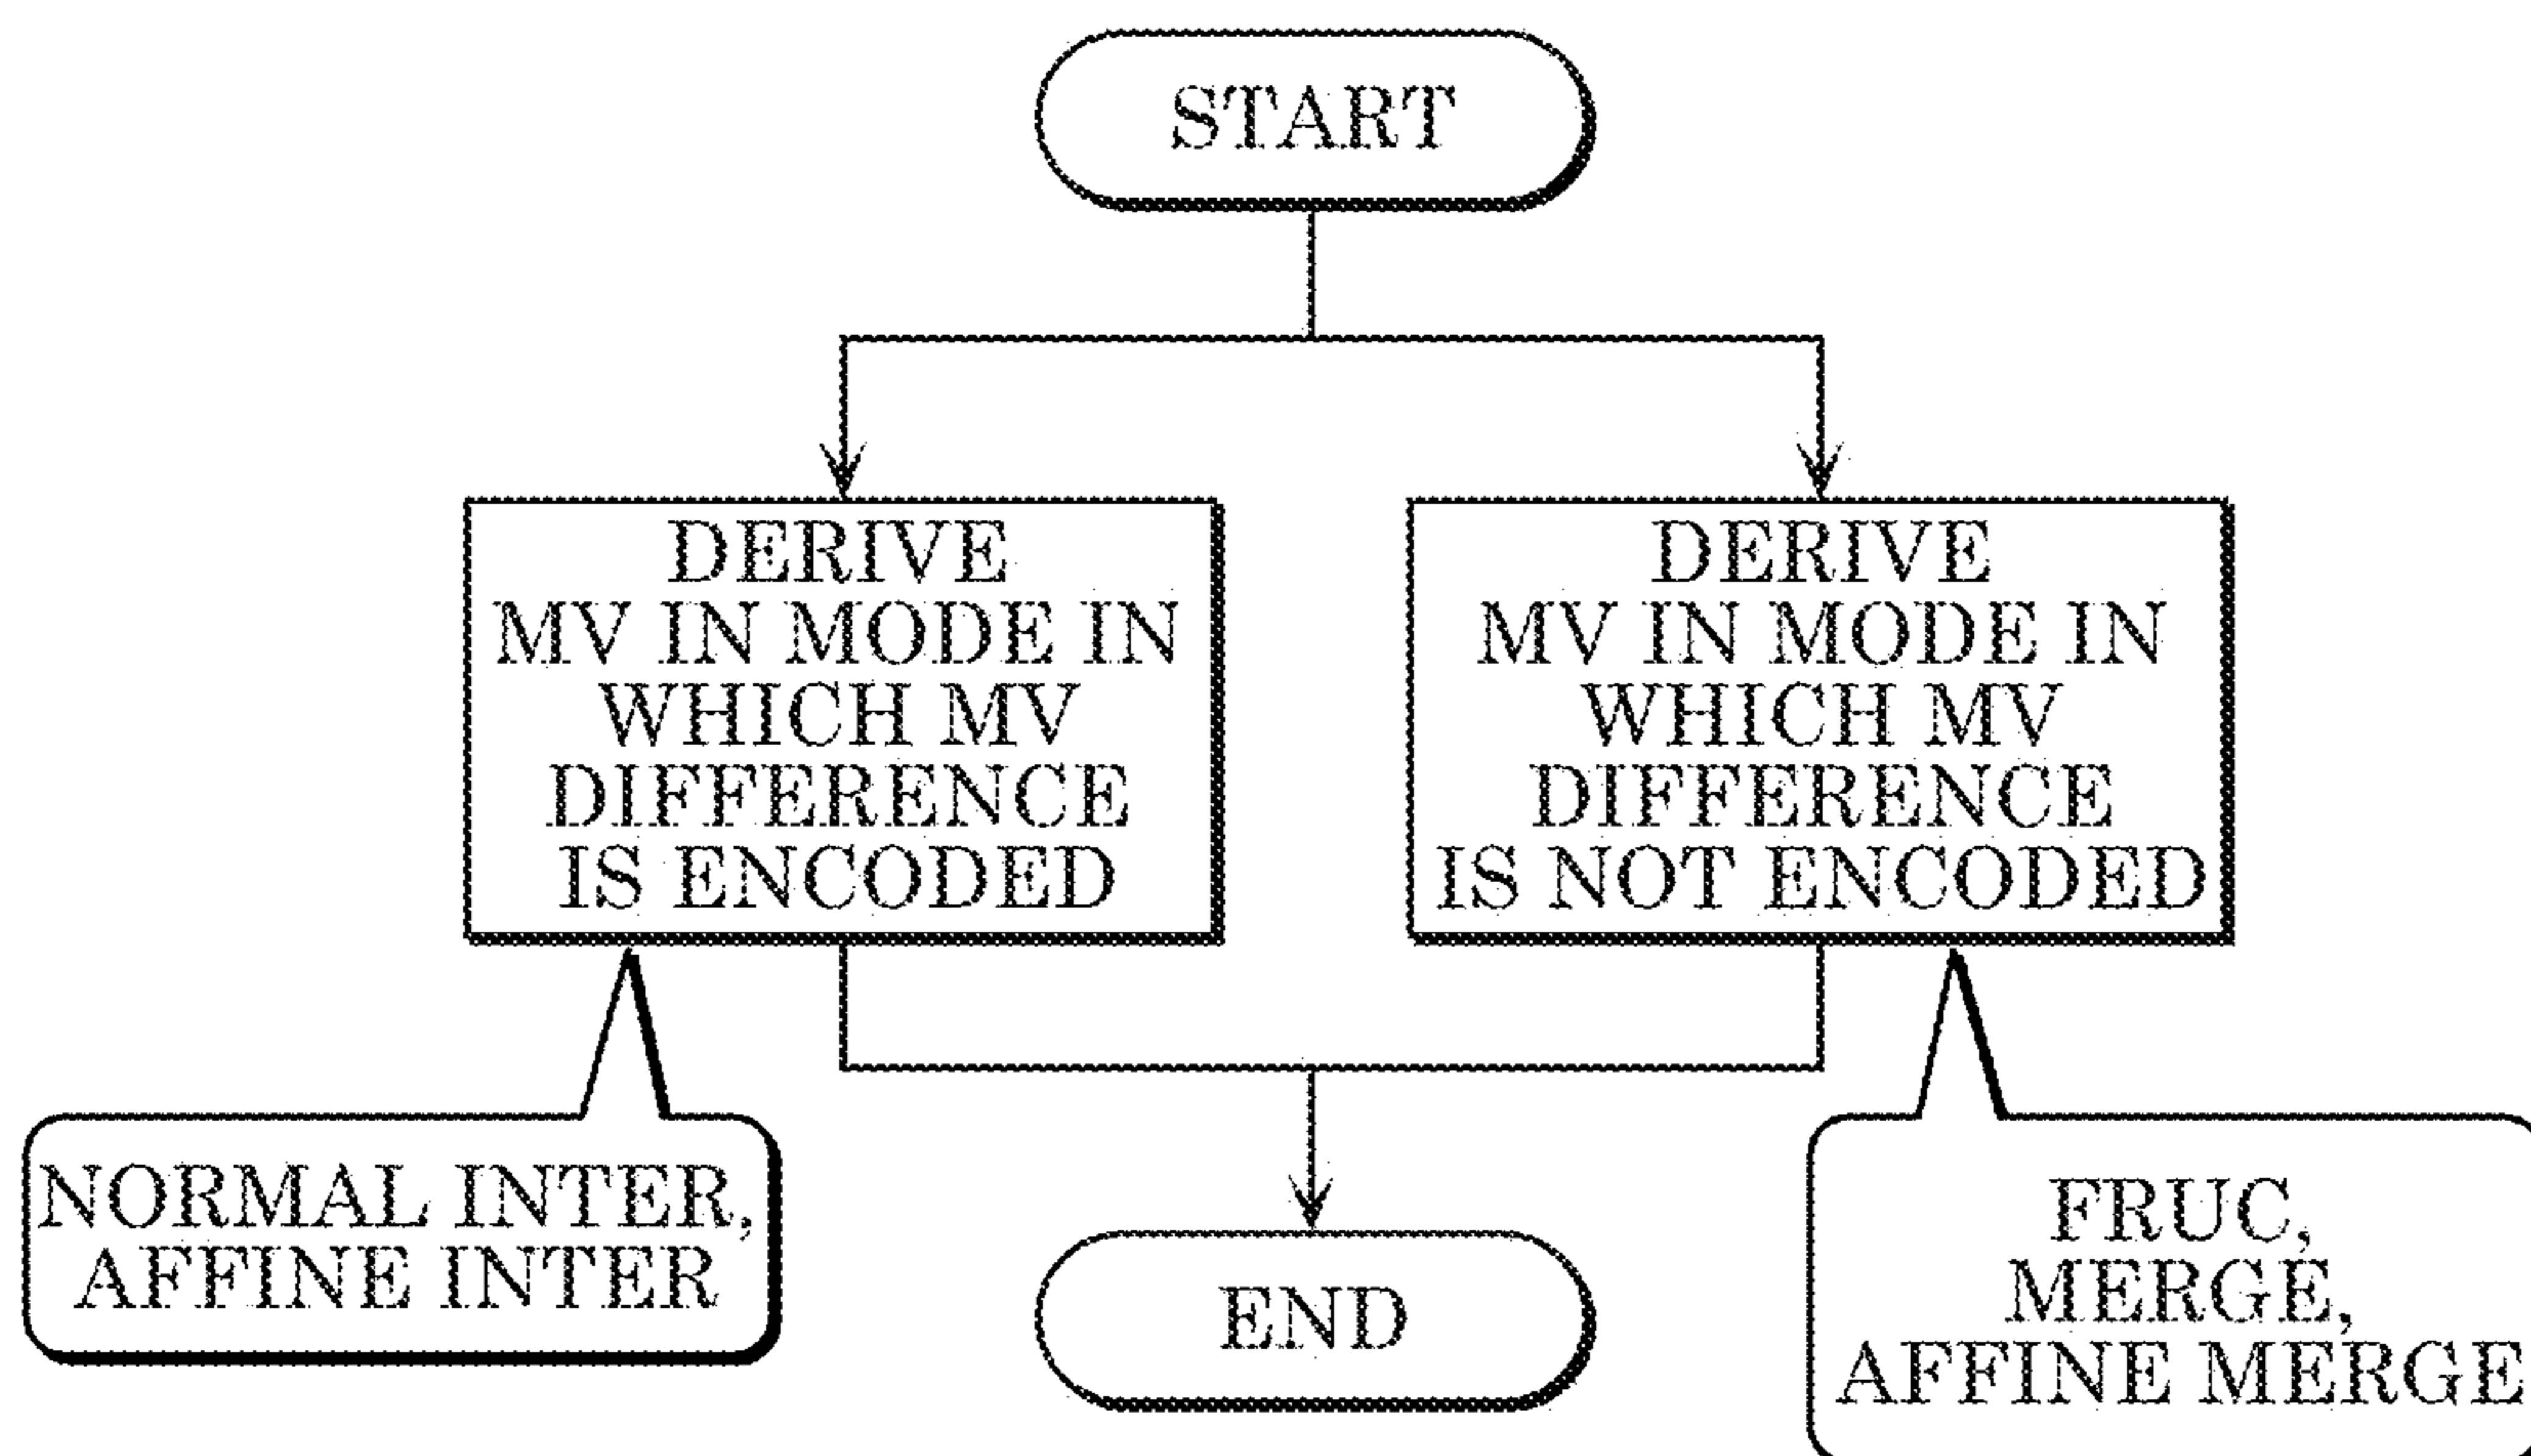 START
DERIVE
MV IN MODE IN
WHICH MV
DIFFERENCE
IS ENCODED
DERIVE
MV IN MODE IN
WHICH MV
DIFFERENCE
IS NOT ENCODED
NORMAL INTER,
AFFINE INTER
FRUC,
MERGE,
AFFINE MERGE
END